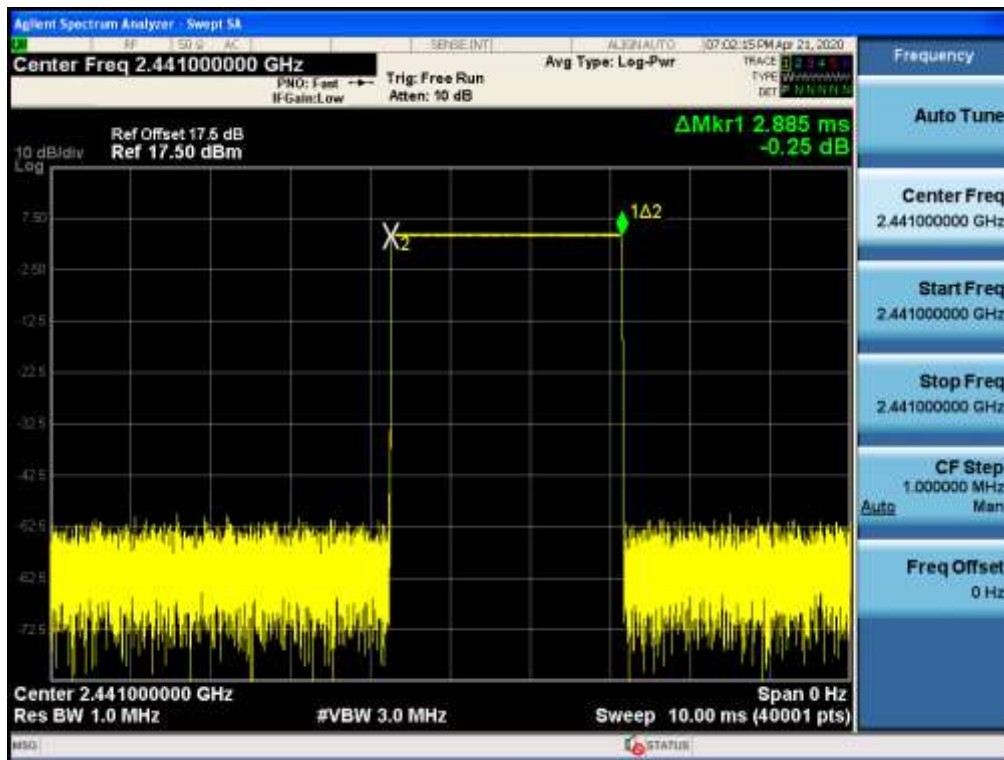 Agilent Spectrum Analyzer - Swept SA
RF 50 Ω AC SENSE:INT ALIGN AUTO 07:02:15 PM Apr 21, 2020
Center Freq 2.441000000 GHz
PNO: Fast
IFGain:Low
Trig: Free Run
Atten: 10 dB
Avg Type: Log-Pwr
TRACE 1 2 3 4 5 6
TYPE
DET P N N N N N
Ref Offset 17.5 dB
10 dB/div Ref 17.50 dBm
Log
ΔMkr1 2.885 ms
-0.25 dB
7.50
-2.50
-12.5
-22.5
-32.5
-42.5
-52.5
-62.5
-72.5
X2
1Δ2
Center 2.441000000 GHz
Span 0 Hz
Res BW 1.0 MHz
#VBW 3.0 MHz
Sweep 10.00 ms (40001 pts)
MSG
STATUS
Frequency
Auto Tune
Center Freq
2.441000000 GHz
Start Freq
2.441000000 GHz
Stop Freq
2.441000000 GHz
CF Step
1.000000 MHz
Auto Man
Freq Offset
0 Hz